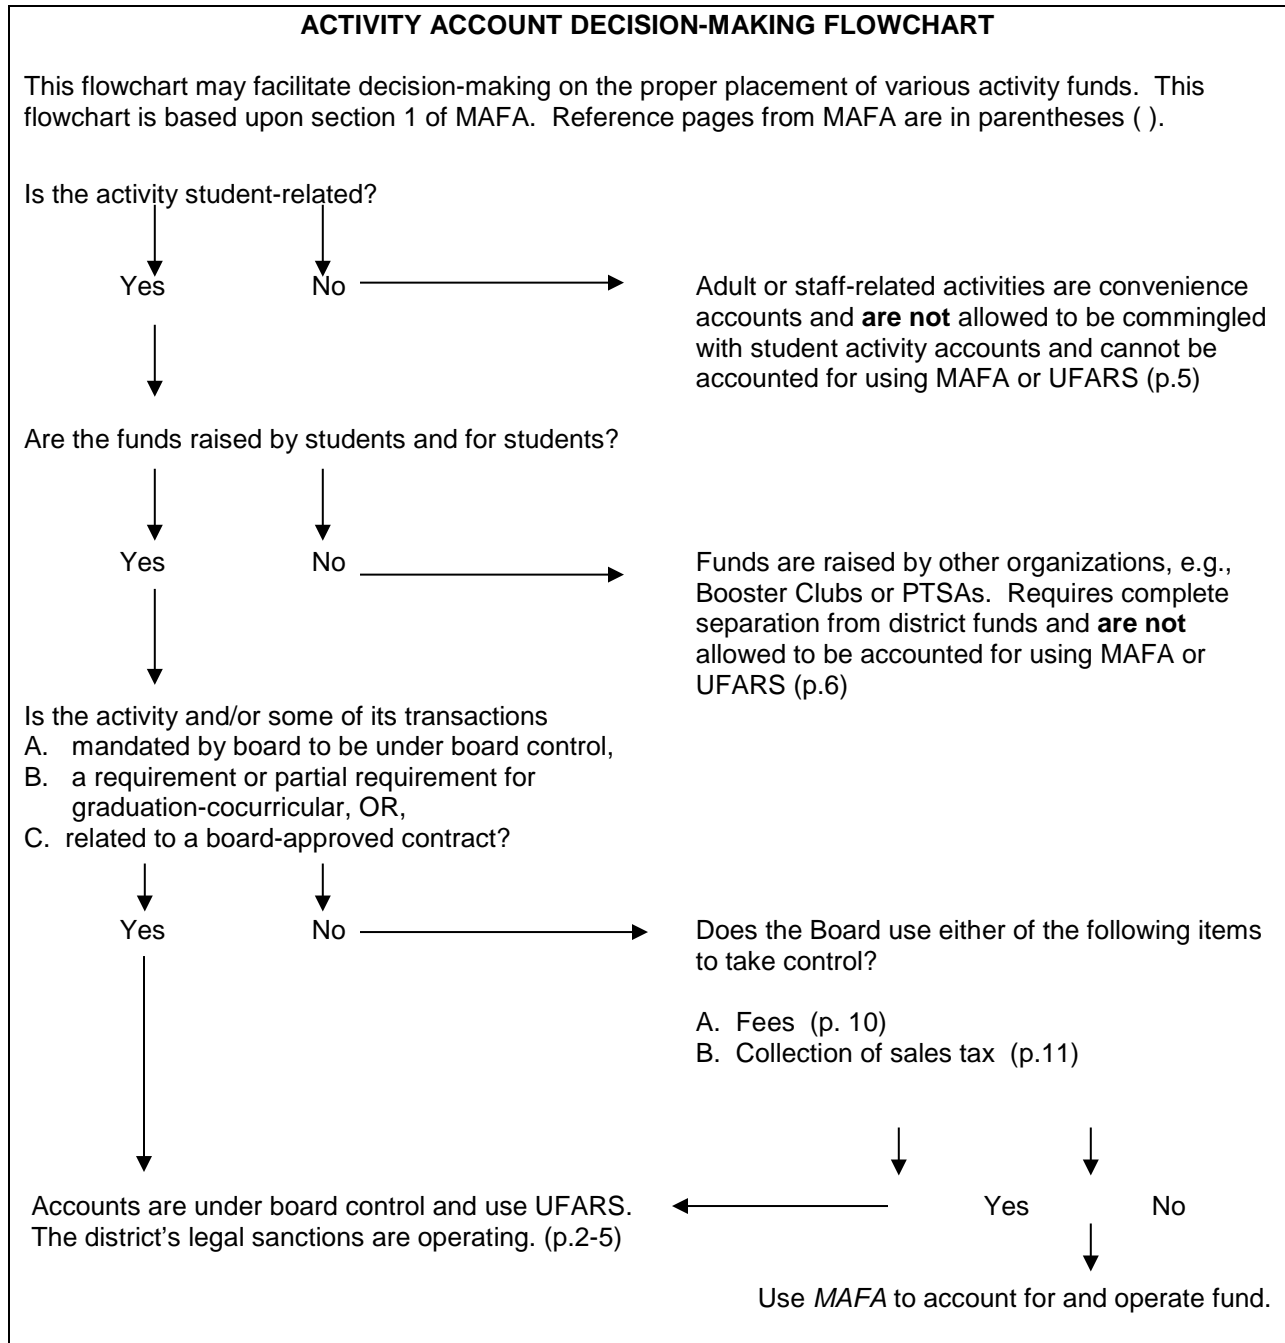 ACTIVITY ACCOUNT DECISION-MAKING FLOWCHART
This flowchart may facilitate decision-making on the proper placement of various activity funds. This
flowchart is based upon section 1 of MAFA. Reference pages from MAFA are in parentheses ( ).
Is the activity student-related?
Yes No
Adult or staff-related activities are convenience
accounts and are not allowed to be commingled
with student activity accounts and cannot be
accounted for using MAFA or UFARS (p.5)
Are the funds raised by students and for students?
Yes No
Funds are raised by other organizations, e.g.,
Booster Clubs or PTSAs. Requires complete
separation from district funds and are not
allowed to be accounted for using MAFA or
UFARS (p.6)
Is the activity and/or some of its transactions
A. mandated by board to be under board control,
B. a requirement or partial requirement for
graduation-cocurricular, OR,
C. related to a board-approved contract?
Yes No
Does the Board use either of the following items
to take control?
A. Fees (p. 10)
B. Collection of sales tax (p.11)
Yes No
Accounts are under board control and use UFARS.
The district's legal sanctions are operating. (p.2-5)
Use MAFA to account for and operate fund.